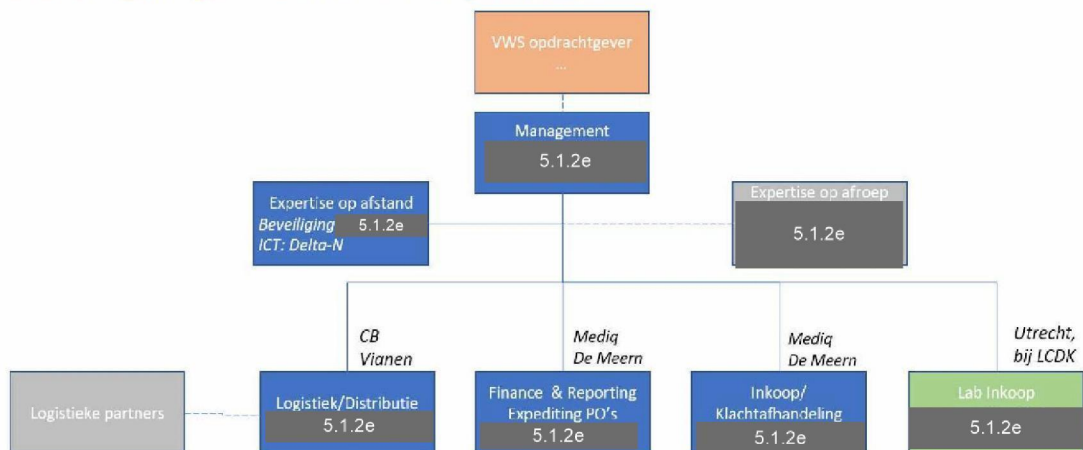 VWS opdrachtgever
...
Management
5.1.2e
Expertise op afstand
Beveiliging 5.1.2e
ICT: Delta-N
Expertise op afroep
5.1.2e
CB
Vianen
Mediq
De Meern
Mediq
De Meern
Utrecht,
bij LCDK
Logistieke partners
Logistiek/Distributie
5.1.2e
Finance & Reporting
Expediting PO's
5.1.2e
Inkoop/
Klachtafhandeling
5.1.2e
Lab Inkoop
5.1.2e